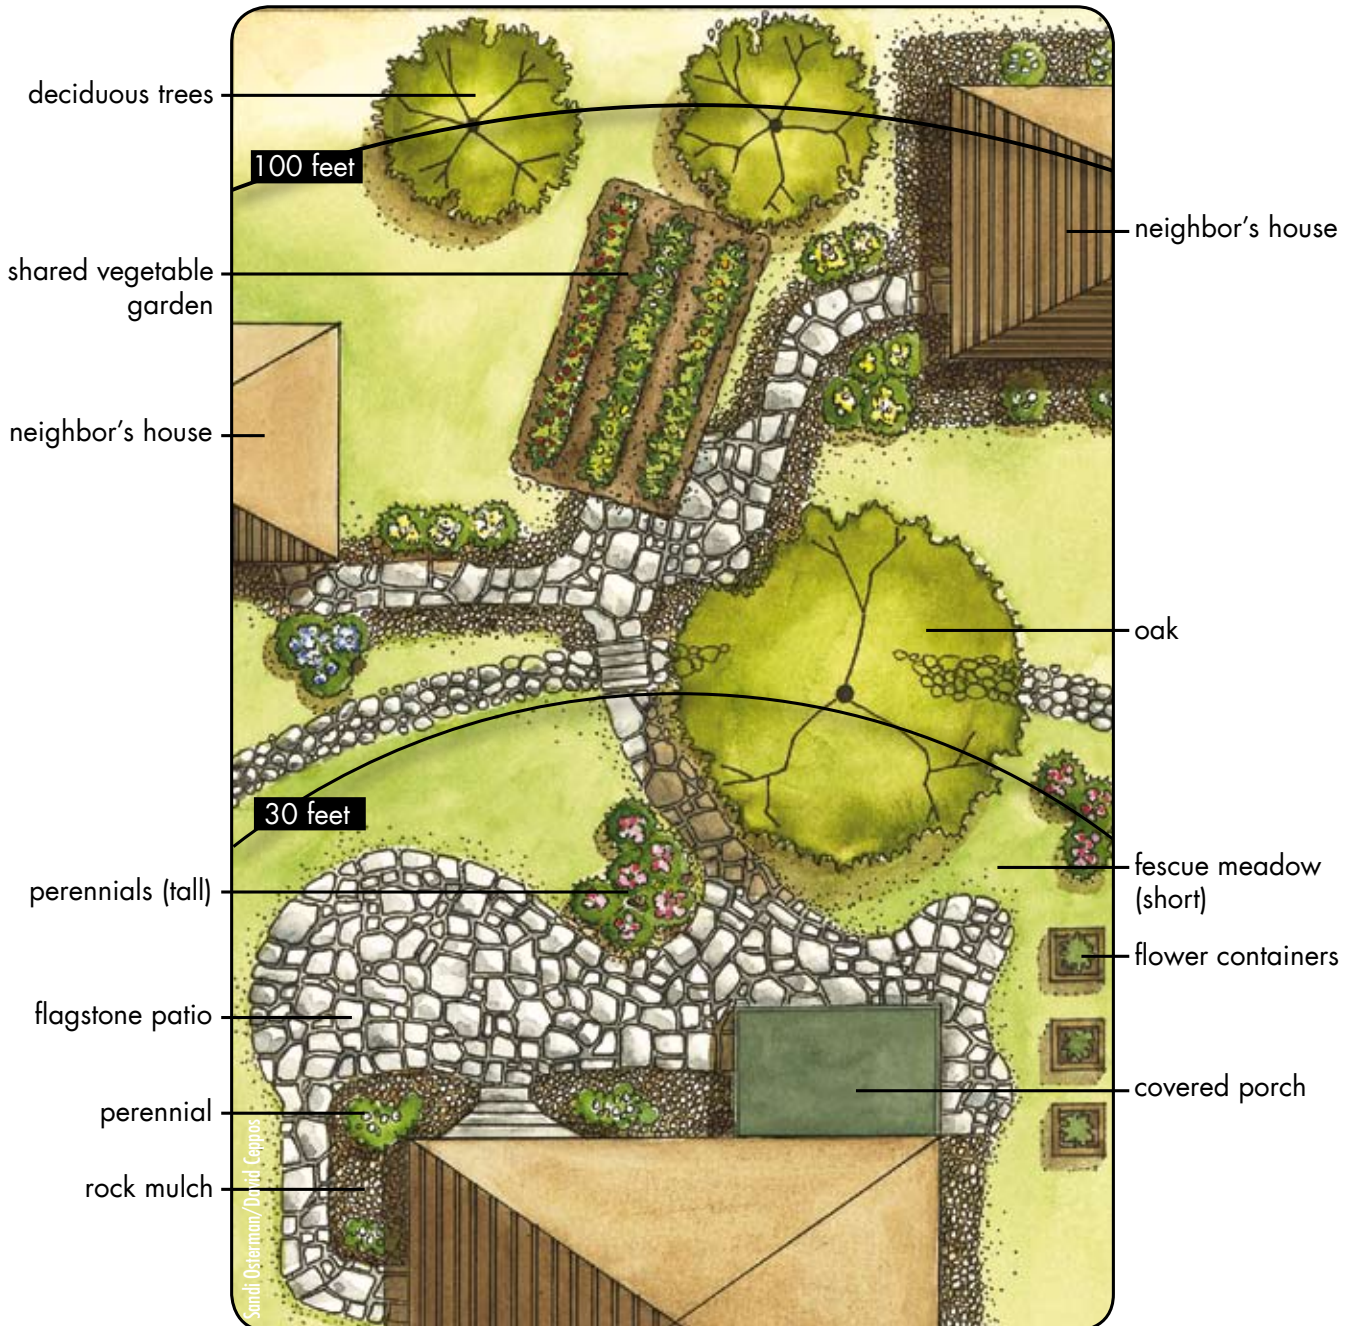 deciduous trees
100 feet
neighbor's house
shared vegetable
garden
neighbor's house
oak
30 feet
fescue meadow
(short)
perennials (tall)
flower containers
flagstone patio
covered porch
perennial
rock mulch
Sandi Osterman/David Ceppos